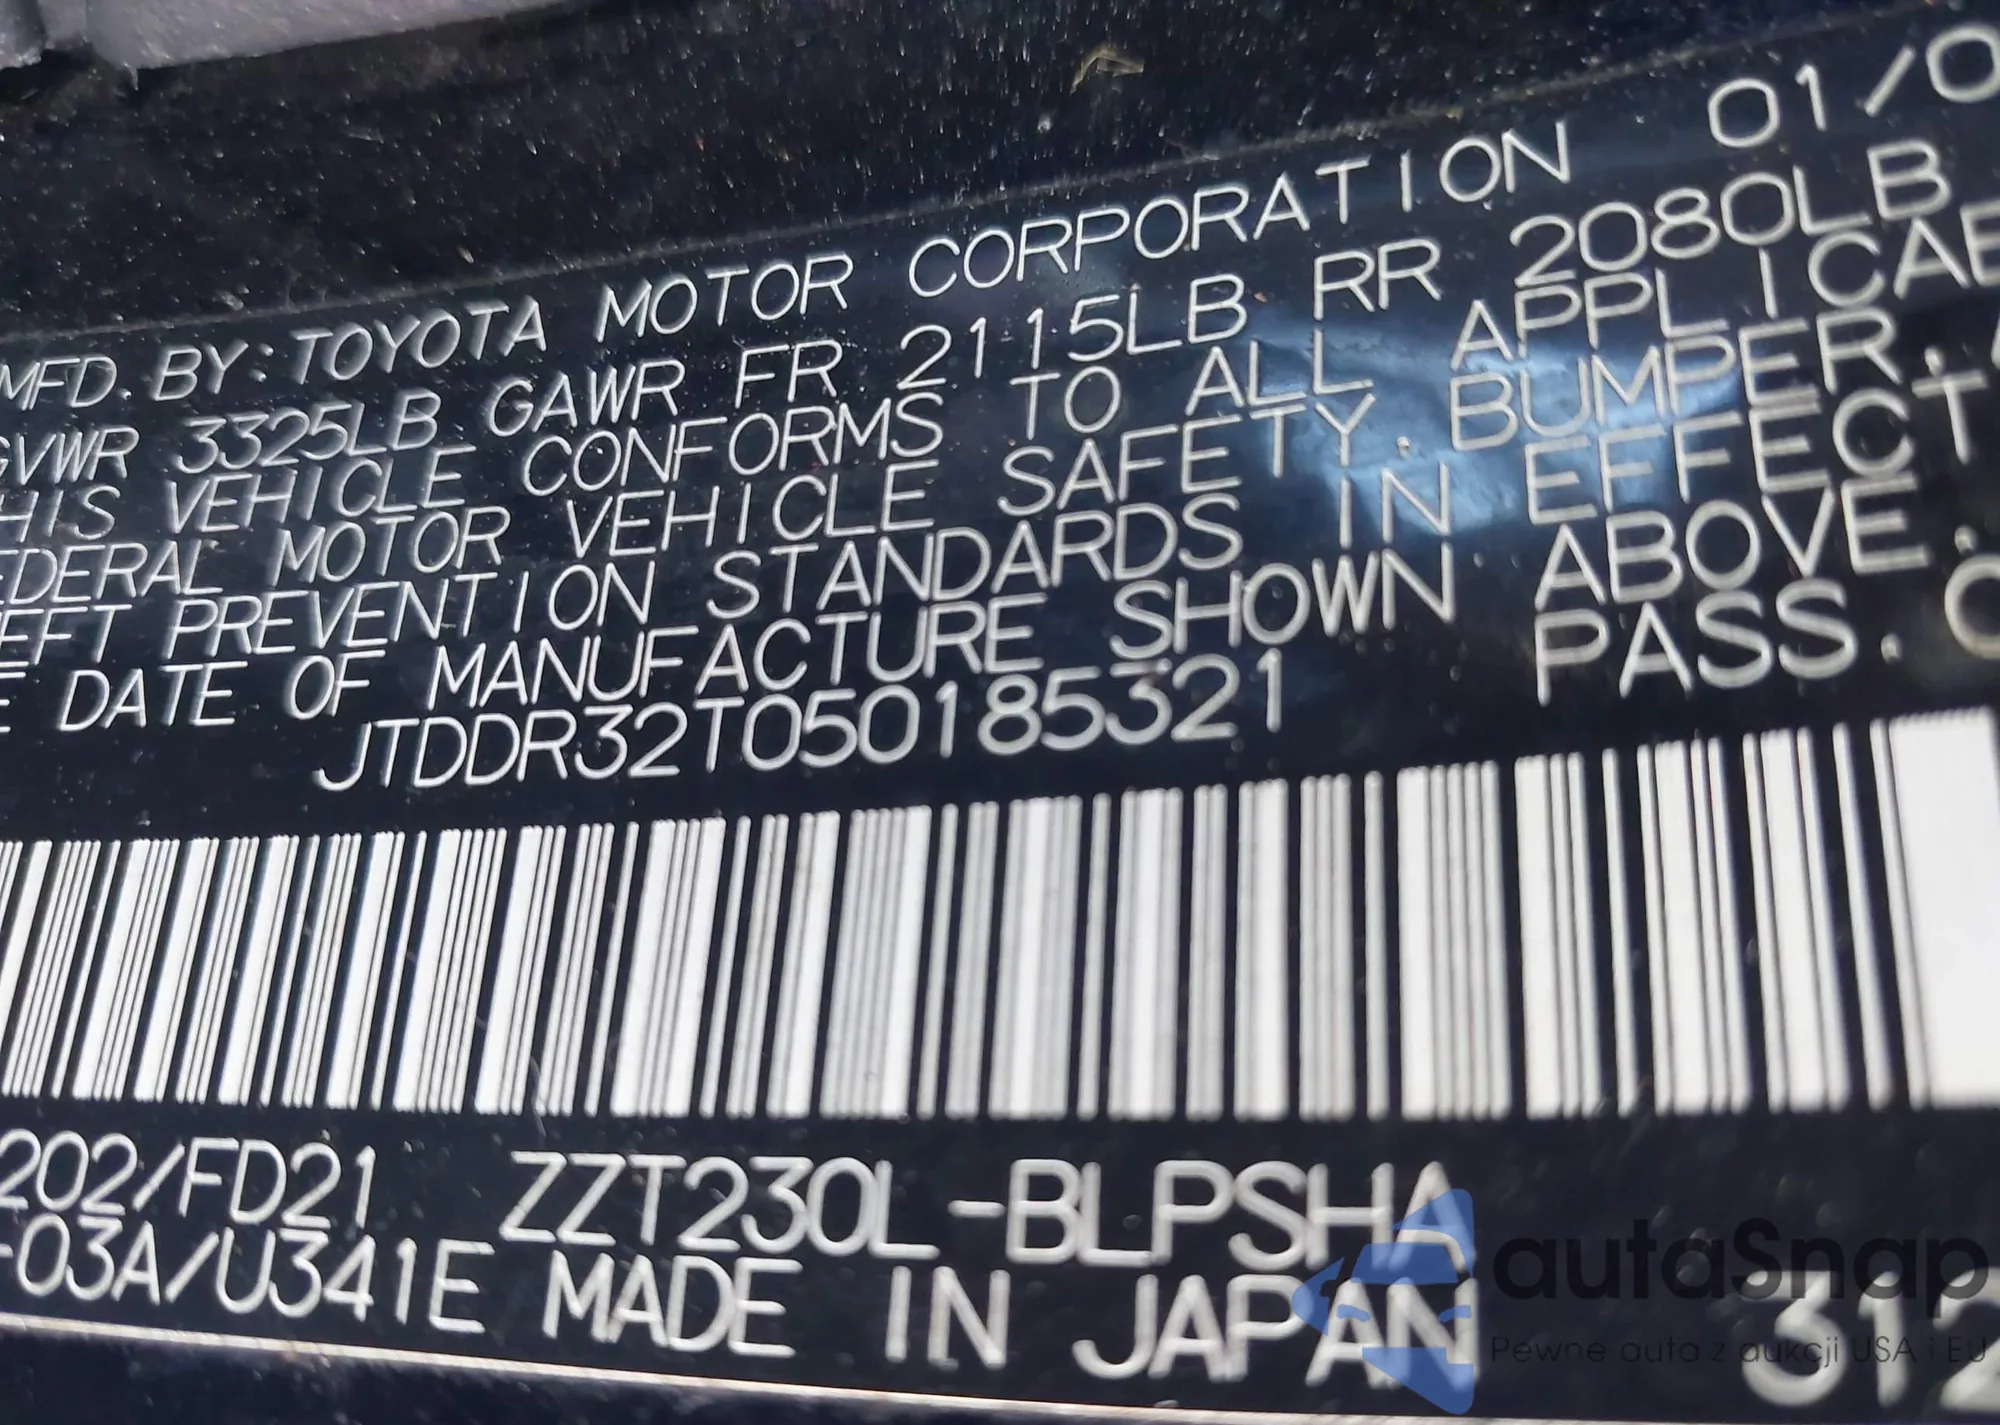 MFD. BY: TOYOTA MOTOR CORPORATION 01/0
GVWR 3325LB GAWR FR 2115LB RR 2080LB
HIS VEHICLE CONFORMS TO ALL APPLICAB
EDERAL MOTOR VEHICLE SAFETY, BUMPER, A
EFT PREVENTION STANDARDS IN EFFECT
E DATE OF MANUFACTURE SHOWN ABOVE.
JTDDR32T050185321 PASS. C
202/FD21 ZZT230L-BLPSHA
-03A/U341E MADE IN JAPAN 312
autaSnap
Pewne auta z aukcji USA i EU